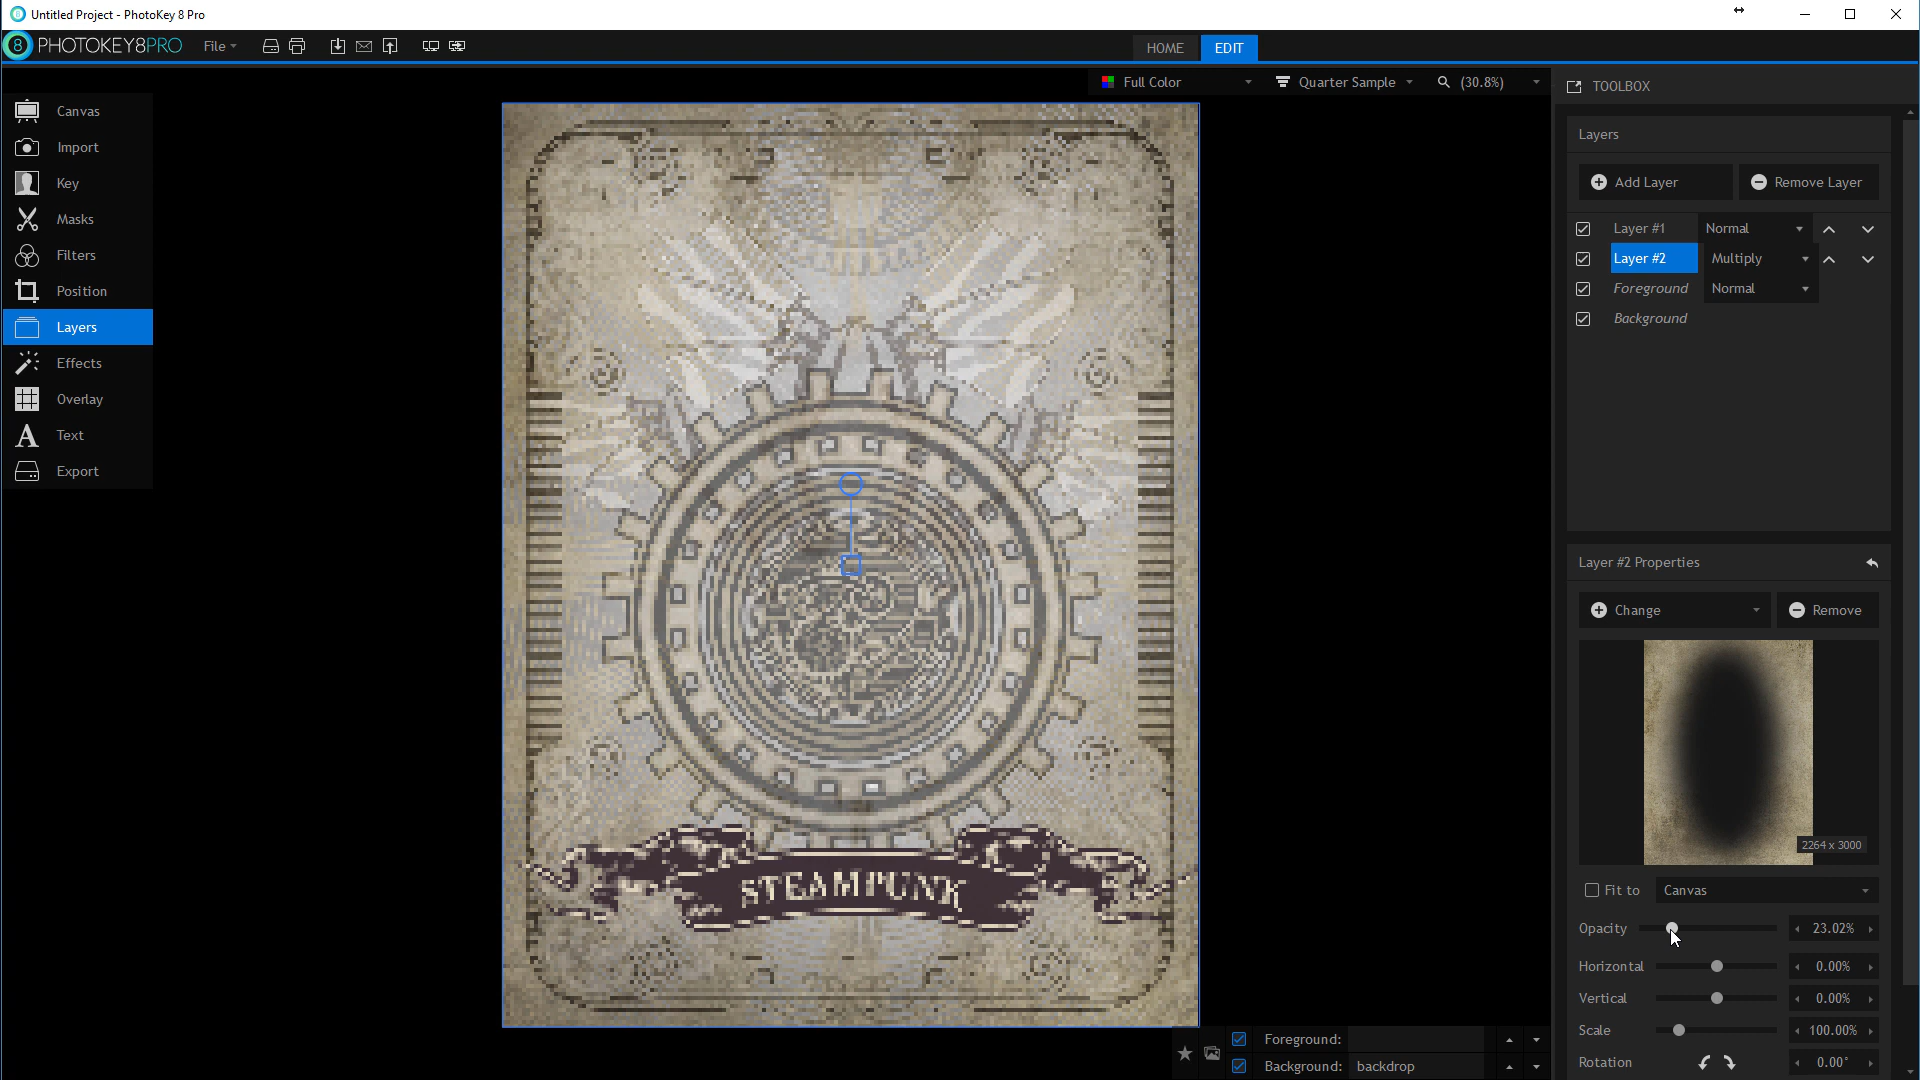 Untitled Project - PhotoKey 8 Pro
8 PHOTOKEY8PRO File HOME EDIT
Full Color Quarter Sample (30.8%) TOOLBOX
Canvas
Import
Key
Masks
Filters
Position
Layers
Effects
Overlay
Text
Export
STEAMPUNK
Layers
Add Layer Remove Layer
Layer #1 Normal
Layer #2 Multiply
Foreground Normal
Background
Layer #2 Properties
Change Remove
2264 x 3000
Fit to Canvas
Opacity 23.02%
Horizontal 0.00%
Vertical 0.00%
Scale 100.00%
Rotation 0.00°
Foreground:
Background: backdrop